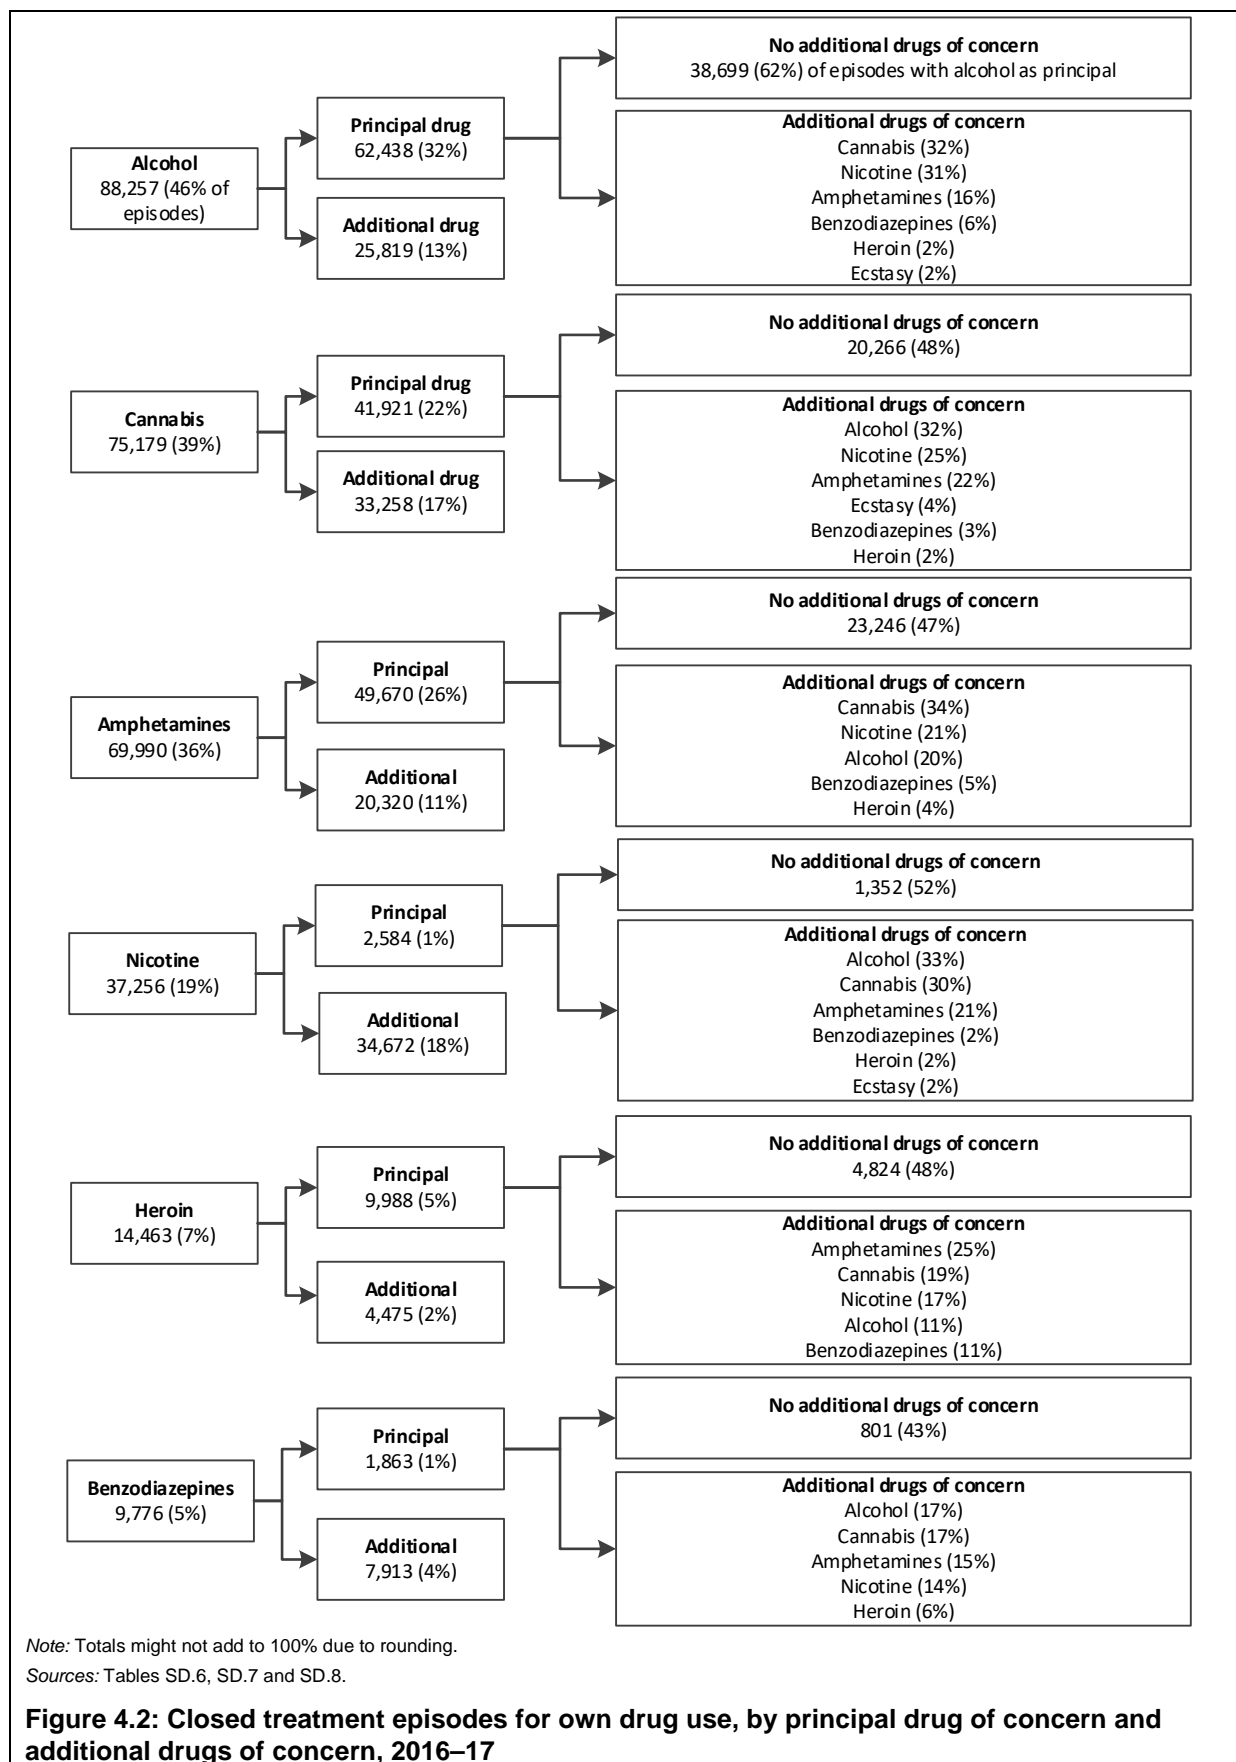 No additional drugs of concern
38,699 (62%) of episodes with alcohol as principal
Principal drug
62,438 (32%)
Additional drugs of concern
Cannabis (32%)
Nicotine (31%)
Amphetamines (16%)
Benzodiazepines (6%)
Heroin (2%)
Ecstasy (2%)
Alcohol
88,257 (46% of
episodes)
Additional drug
25,819 (13%)
No additional drugs of concern
20,266 (48%)
Principal drug
41,921 (22%)
Additional drugs of concern
Alcohol (32%)
Nicotine (25%)
Amphetamines (22%)
Ecstasy (4%)
Benzodiazepines (3%)
Heroin (2%)
Cannabis
75,179 (39%)
Additional drug
33,258 (17%)
No additional drugs of concern
23,246 (47%)
Principal
49,670 (26%)
Additional drugs of concern
Cannabis (34%)
Nicotine (21%)
Alcohol (20%)
Benzodiazepines (5%)
Heroin (4%)
Amphetamines
69,990 (36%)
Additional
20,320 (11%)
No additional drugs of concern
1,352 (52%)
Principal
2,584 (1%)
Additional drugs of concern
Alcohol (33%)
Cannabis (30%)
Amphetamines (21%)
Benzodiazepines (2%)
Heroin (2%)
Ecstasy (2%)
Nicotine
37,256 (19%)
Additional
34,672 (18%)
No additional drugs of concern
4,824 (48%)
Principal
9,988 (5%)
Additional drugs of concern
Amphetamines (25%)
Cannabis (19%)
Nicotine (17%)
Alcohol (11%)
Benzodiazepines (11%)
Heroin
14,463 (7%)
Additional
4,475 (2%)
No additional drugs of concern
801 (43%)
Principal
1,863 (1%)
Additional drugs of concern
Alcohol (17%)
Cannabis (17%)
Amphetamines (15%)
Nicotine (14%)
Heroin (6%)
Benzodiazepines
9,776 (5%)
Additional
7,913 (4%)
Note: Totals might not add to 100% due to rounding.
Sources: Tables SD.6, SD.7 and SD.8.
Figure 4.2: Closed treatment episodes for own drug use, by principal drug of concern and
additional drugs of concern, 2016–17